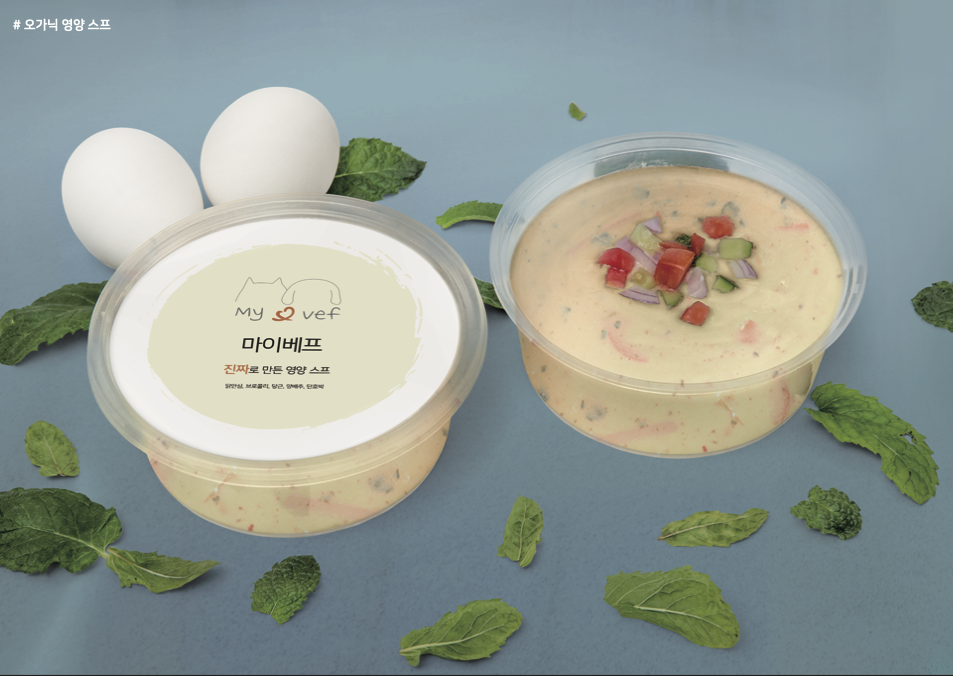 # 오가닉 영양 스프
My vef
마이베프
진짜로 만든 영양 스프
닭안심, 브로콜리, 당근, 양배추, 단호박